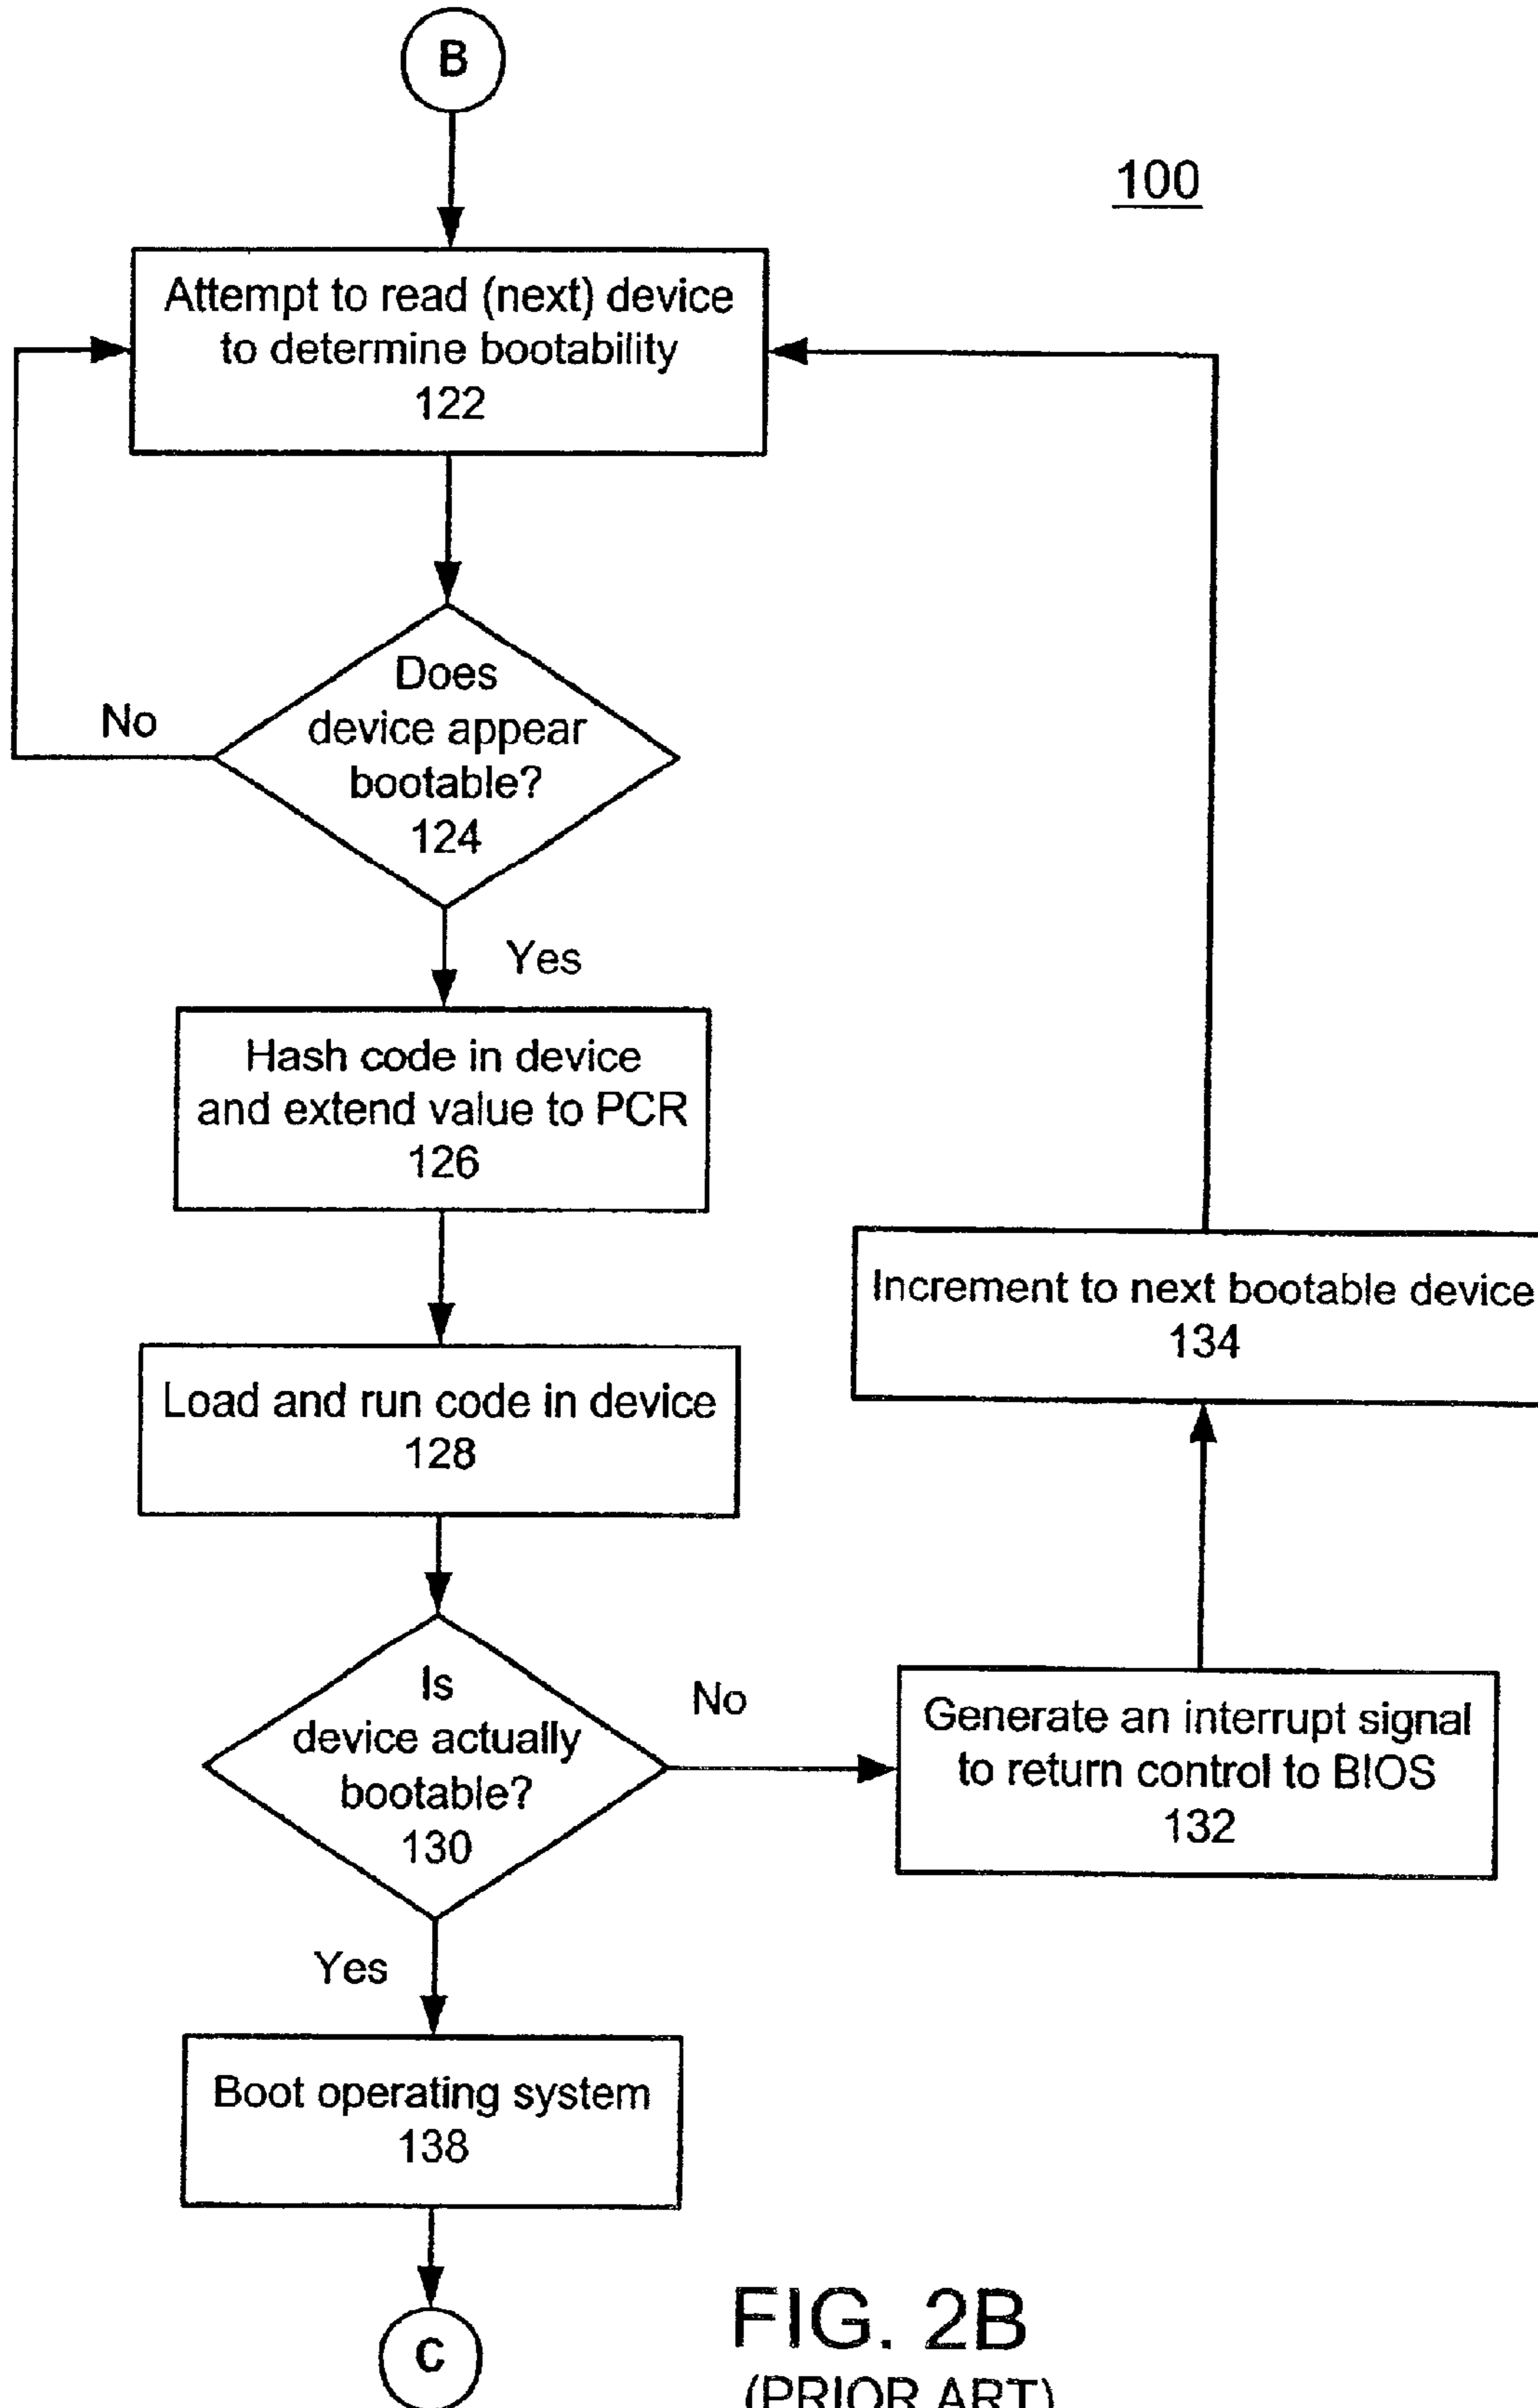 B
100
Attempt to read (next) device
to determine bootability
122
Does
device appear
bootable?
124
No
Yes
Hash code in device
and extend value to PCR
126
Increment to next bootable device
134
Load and run code in device
128
Is
device actually
bootable?
130
No
Generate an interrupt signal
to return control to BIOS
132
Yes
Boot operating system
138
C
FIG. 2B
(PRIOR ART)